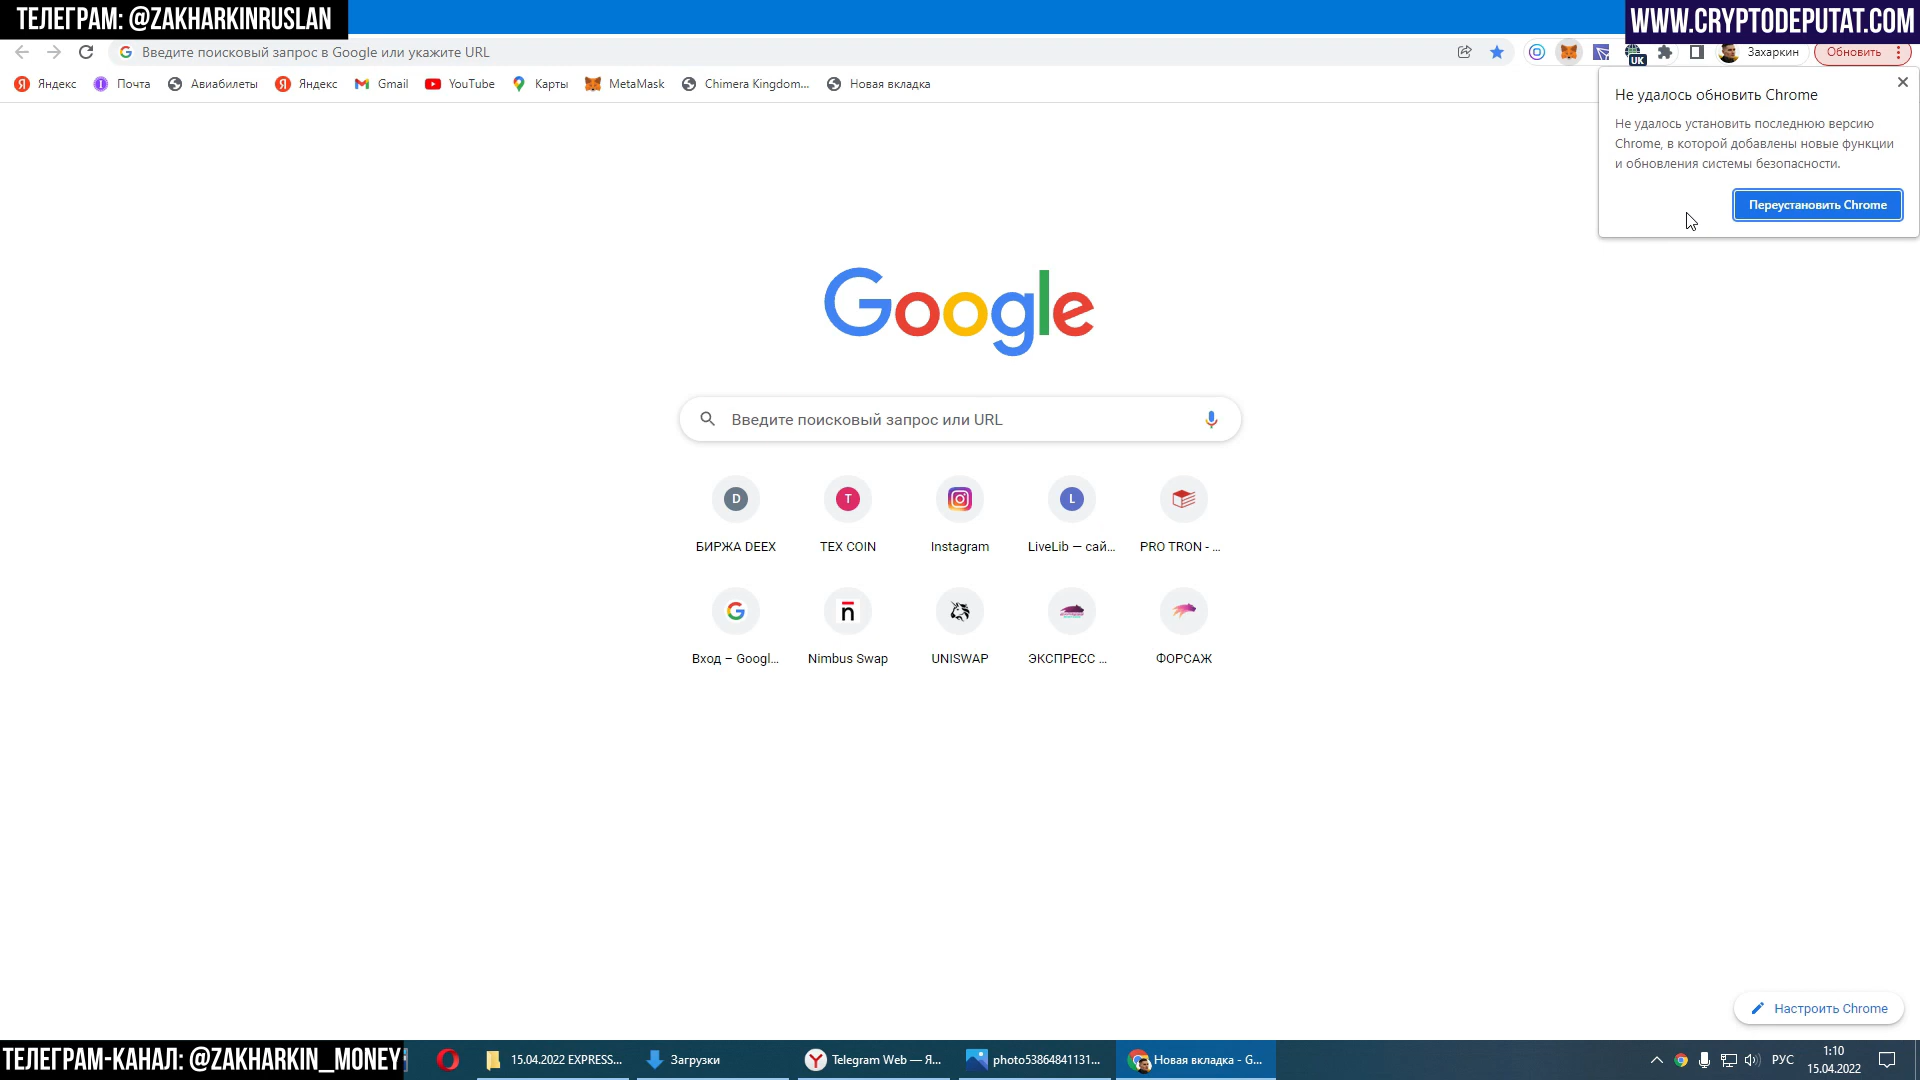 ТЕЛЕГРАМ: @ZAKHARKINRUSLAN
WWW.CRYPTODEPUTAT.COM
Введите поисковый запрос в Google или укажите URL
UK
Захаркин
Обновить
Яндекс
Почта
Авиабилеты
Яндекс
Gmail
YouTube
Карты
MetaMask
Chimera Kingdom...
Новая вкладка
Не удалось обновить Chrome
Не удалось установить последнюю версию
Chrome, в которой добавлены новые функции
и обновления системы безопасности.
Переустановить Chrome
Google
Введите поисковый запрос или URL
D
T
L
БИРЖА DEEX
TEX COIN
Instagram
LiveLib — сай...
PRO TRON - ...
Вход – Googl...
Nimbus Swap
UNISWAP
ЭКСПРЕСС ...
ФОРСАЖ
Настроить Chrome
ТЕЛЕГРАМ-КАНАЛ: @ZAKHARKIN_MONEY
15.04.2022 EXPRESS...
Загрузки
Telegram Web — Я...
photo53864841131...
Новая вкладка - G...
РУС
1:10
15.04.2022